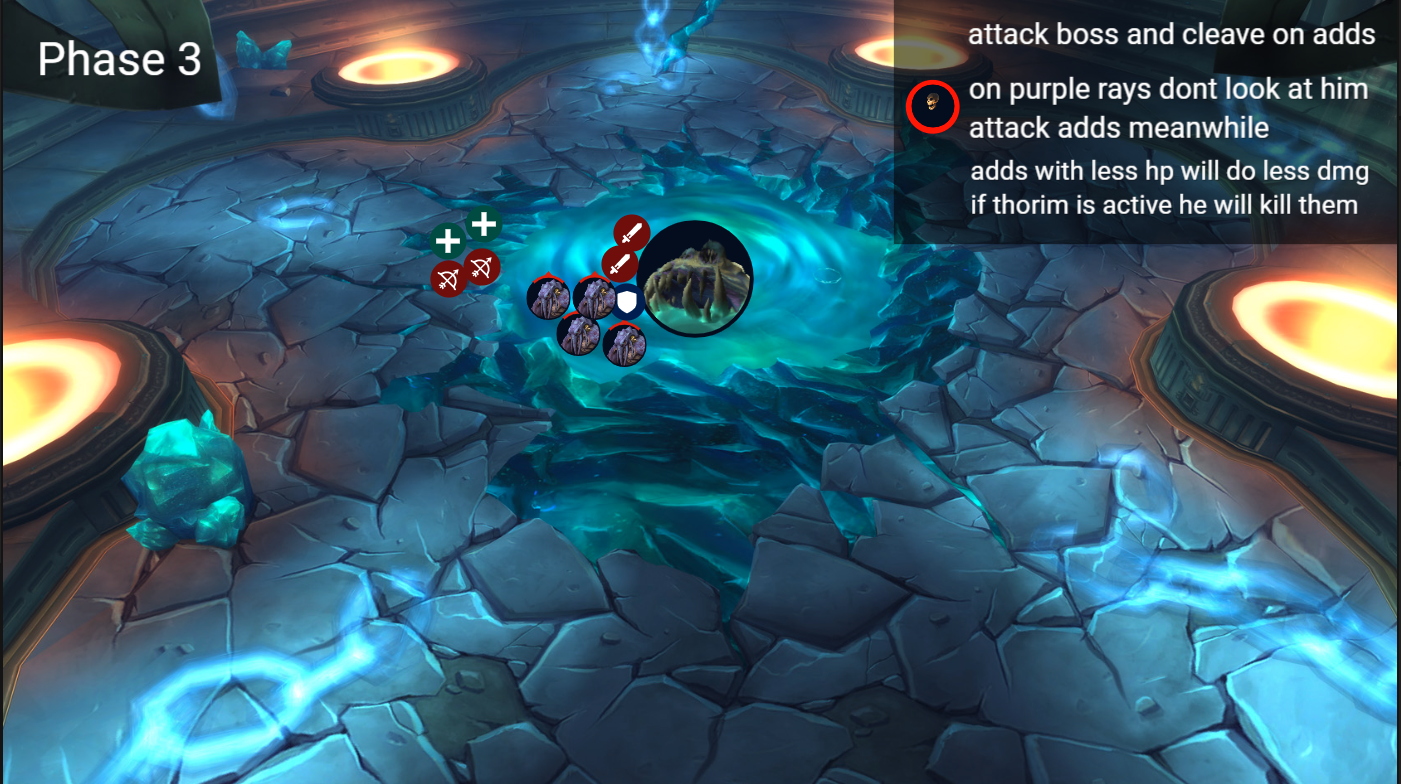 Phase 3
attack boss and cleave on adds
on purple rays dont look at him
attack adds meanwhile
adds with less hp will do less dmg
if thorim is active he will kill them